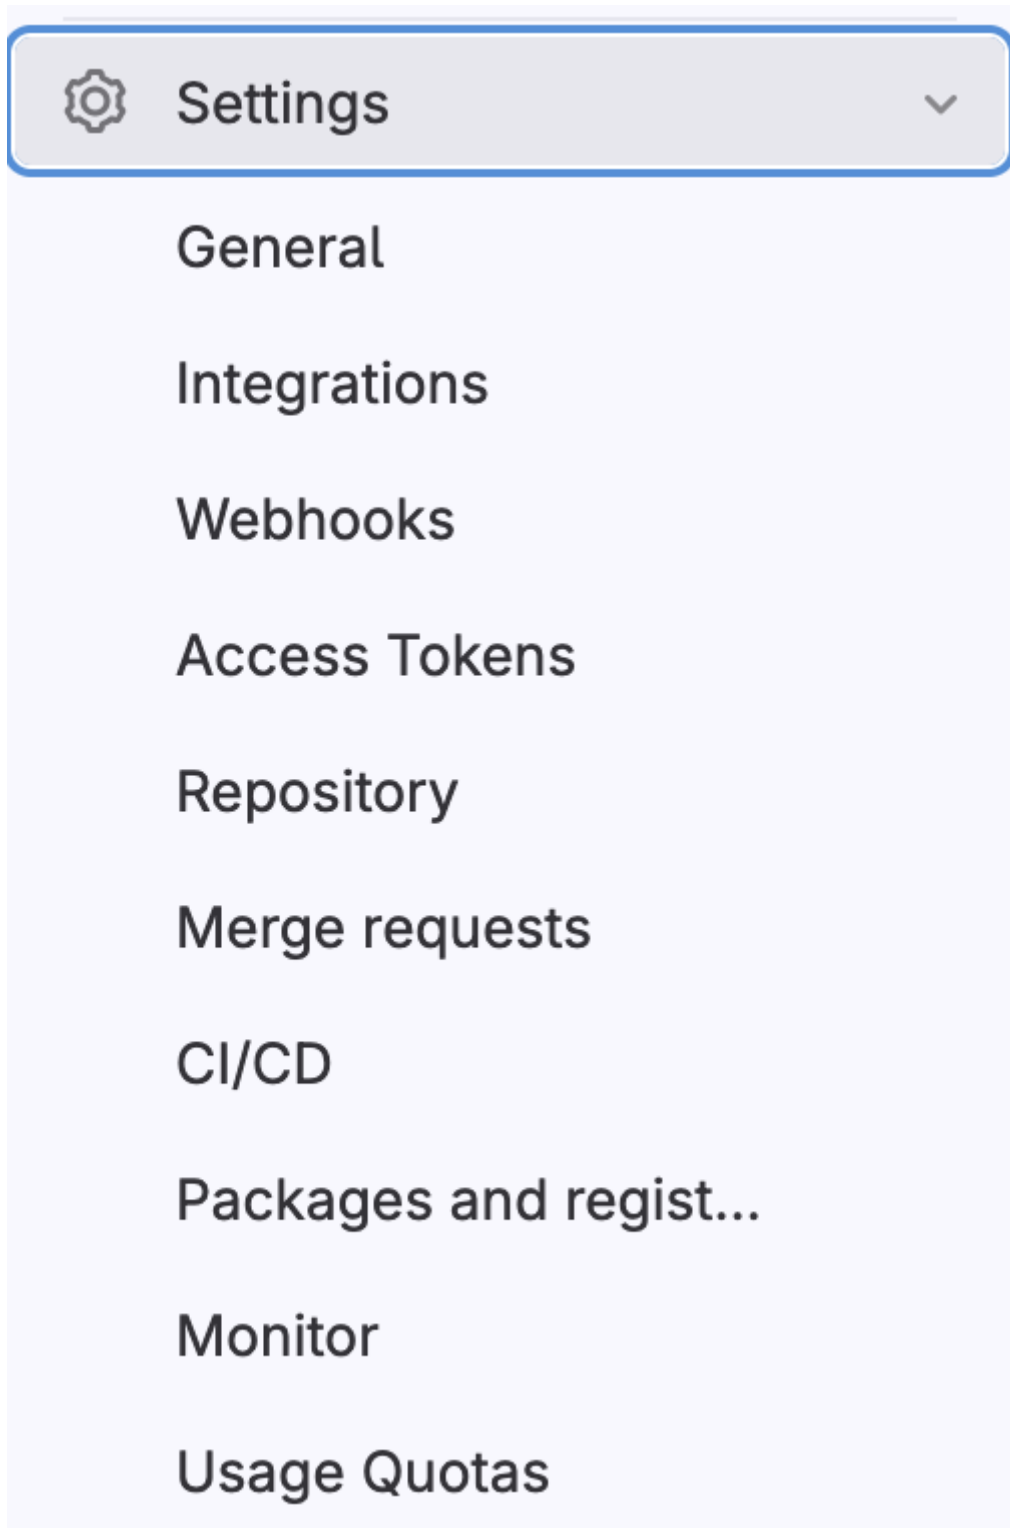 Settings
General
Integrations
Webhooks
Access Tokens
Repository
Merge requests
CI/CD
Packages and regist...
Monitor
Usage Quotas